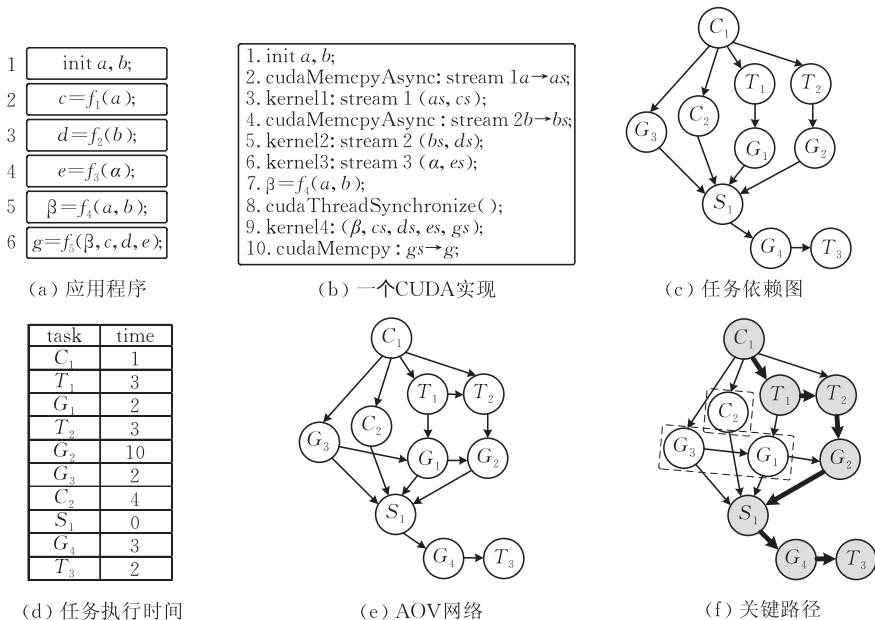 1 init a, b;
2 c=f₁(a);
3 d=f₂(b);
4 e=f₃(α);
5 β=f₄(a, b);
6 g=f₅(β, c, d, e);
(a) 应用程序
1. init a, b;
2. cudaMemcpyAsync: stream 1a→as;
3. kernel1: stream 1 (as, cs);
4. cudaMemcpyAsync: stream 2b→bs;
5. kernel2: stream 2 (bs, ds);
6. kernel3: stream 3 (α, es);
7. β=f₄(a, b);
8. cudaThreadSynchronize();
9. kernel4: (β, cs, ds, es, gs);
10. cudaMemcpy: gs→g;
(b) 一个CUDA实现
C₁
T₁ T₂
C₂
G₃ G₁ G₂
S₁
G₄ T₃
(c) 任务依赖图
task time
C₁ 1
T₁ 3
G₁ 2
T₂ 3
G₂ 10
G₃ 2
C₂ 4
S₁ 0
G₄ 3
T₃ 2
(d) 任务执行时间
C₁
T₁ T₂
C₂
G₃ G₁ G₂
S₁
G₄ T₃
(e) AOV网络
C₁
T₁ T₂
C₂
G₃ G₁ G₂
S₁
G₄ T₃
(f) 关键路径